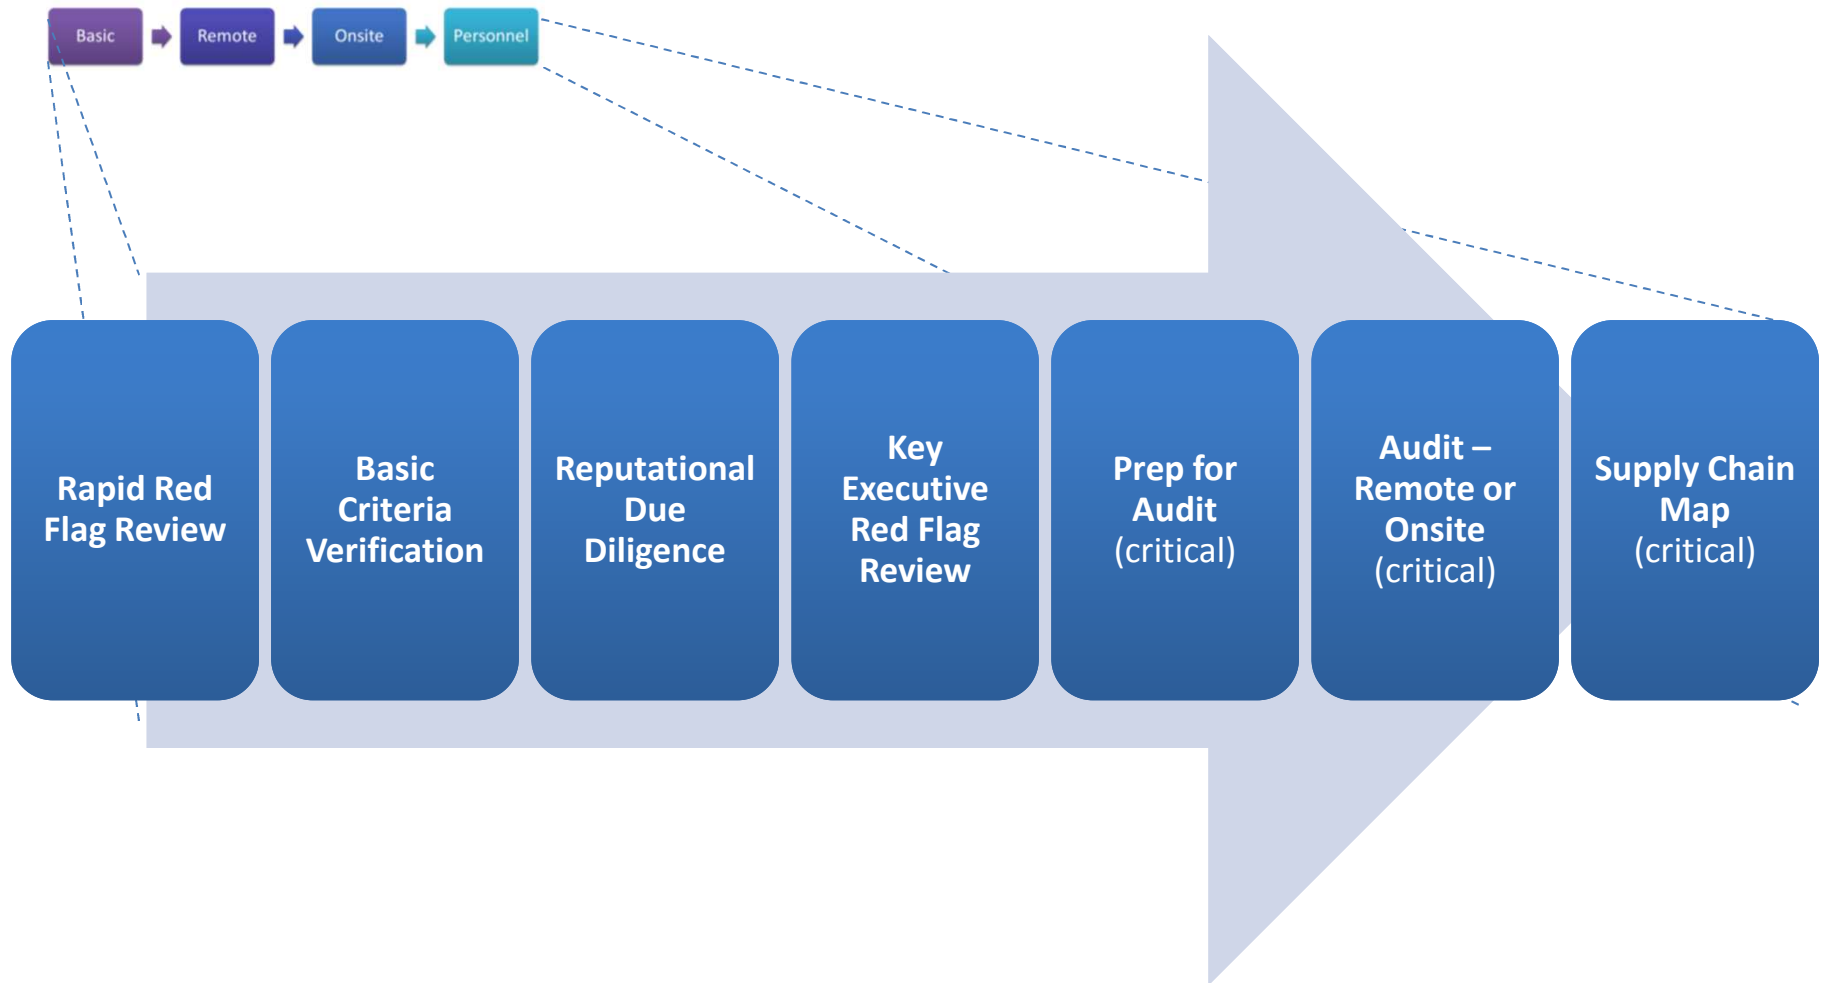 Basic
Remote
Onsite
Personnel
Rapid Red
Flag Review
Basic
Criteria
Verification
Reputational
Due
Diligence
Key
Executive
Red Flag
Review
Prep for
Audit
(critical)
Audit –
Remote or
Onsite
(critical)
Supply Chain
Map
(critical)